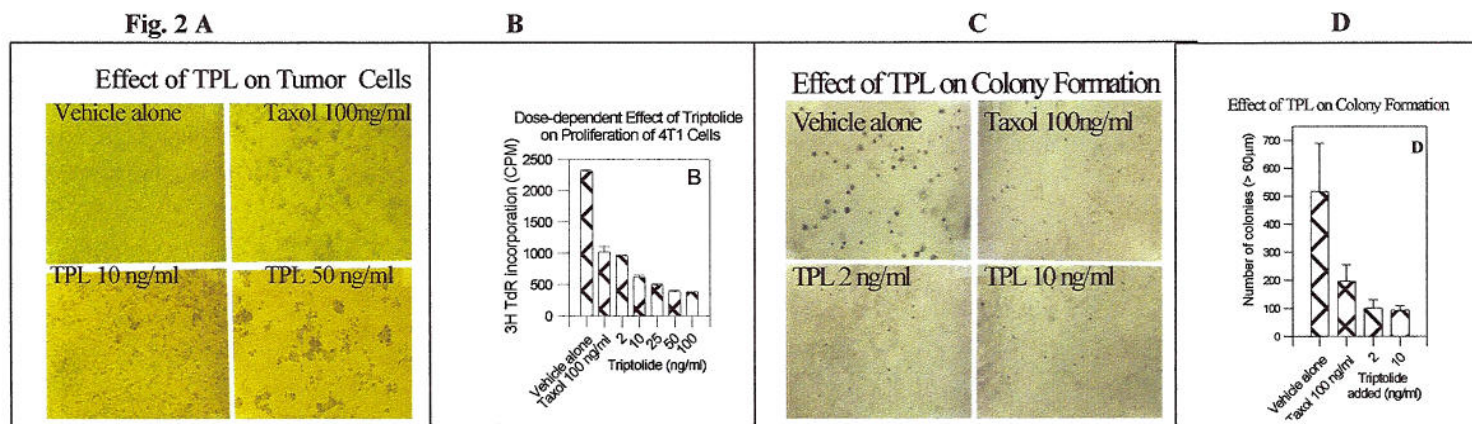 Fig. 2 A
B
C
D
Effect of TPL on Tumor Cells
Vehicle alone
Taxol 100ng/ml
TPL 10 ng/ml
TPL 50 ng/ml
Dose-dependent Effect of Triptolide
on Proliferation of 4T1 Cells
B
3H TdR incorporation (CPM)
2500
2000
1500
1000
500
0
Vehicle alone
Taxol 100 ng/ml
2
10
25
50
100
Triptolide (ng/ml)
Effect of TPL on Colony Formation
Vehicle alone
Taxol 100ng/ml
TPL 2 ng/ml
TPL 10 ng/ml
Effect of TPL on Colony Formation
D
Number of colonies (> 60µm)
700
600
500
400
300
200
100
0
Vehicle alone
Taxol 100 ng/ml
2
10
Triptolide
added (ng/ml)